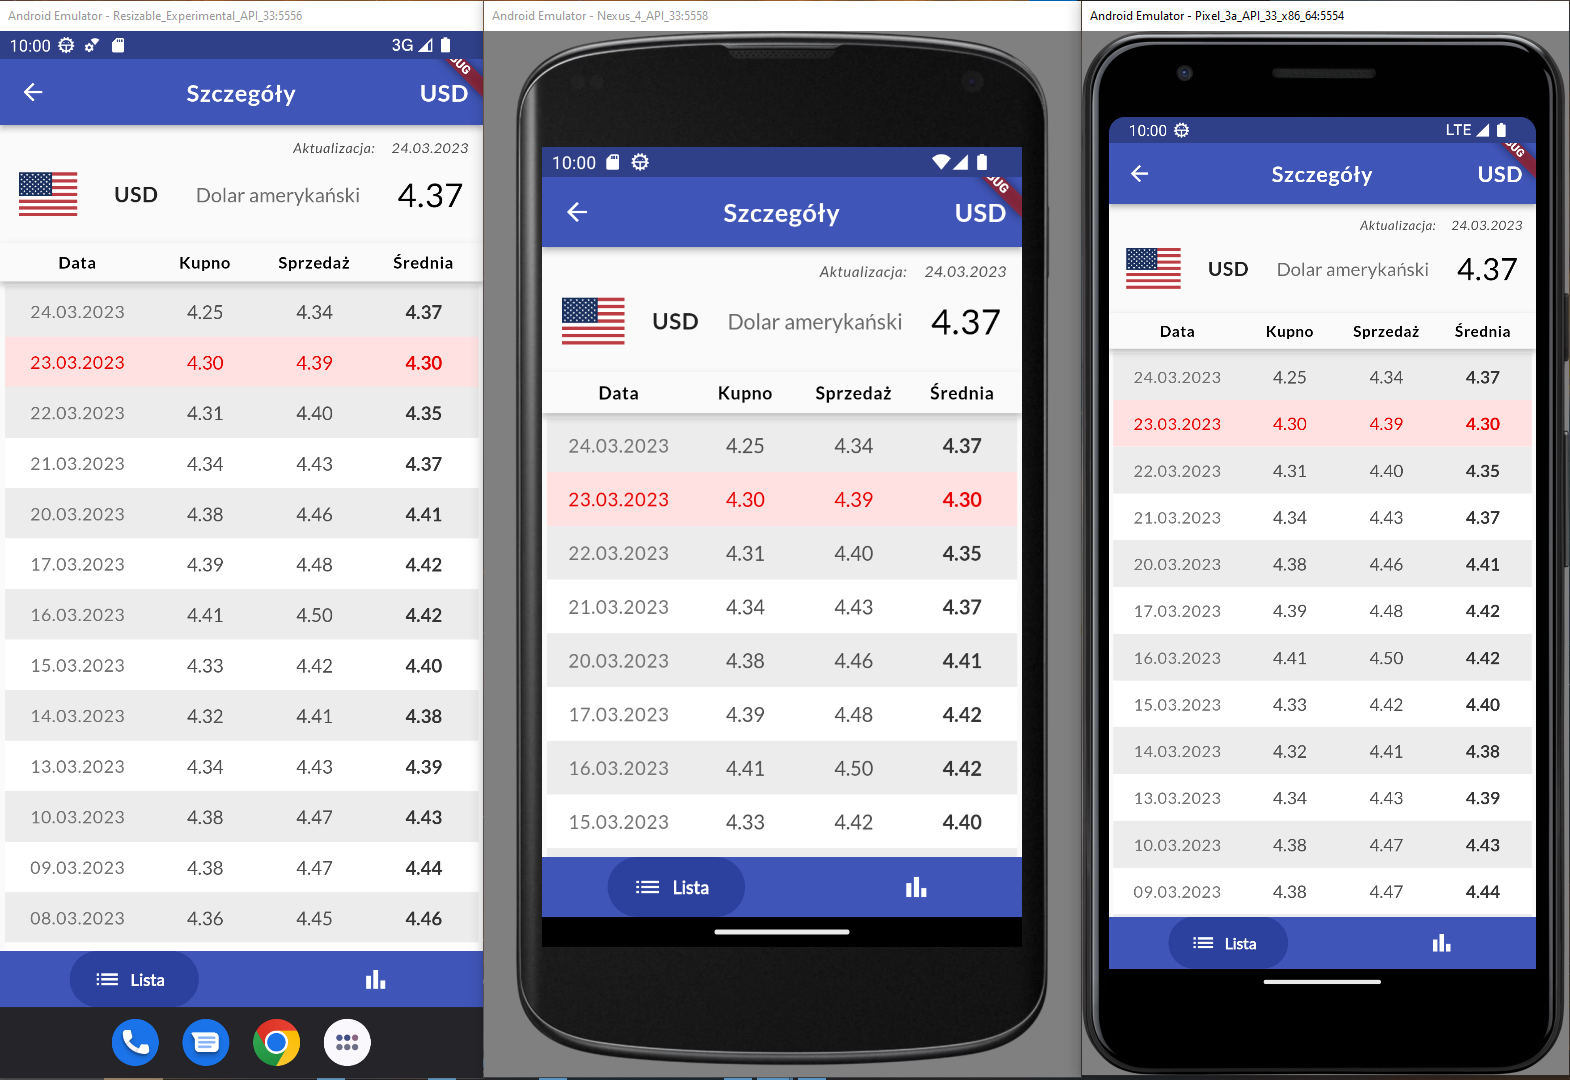 Android Emulator - Resizable_Experimental_API_33:5556
10:00 3G
Szczegóły USD
UG
Aktualizacja: 24.03.2023
USD Dolar amerykański 4.37
Data Kupno Sprzedaż Średnia
24.03.2023 4.25 4.34 4.37
23.03.2023 4.30 4.39 4.30
22.03.2023 4.31 4.40 4.35
21.03.2023 4.34 4.43 4.37
20.03.2023 4.38 4.46 4.41
17.03.2023 4.39 4.48 4.42
16.03.2023 4.41 4.50 4.42
15.03.2023 4.33 4.42 4.40
14.03.2023 4.32 4.41 4.38
13.03.2023 4.34 4.43 4.39
10.03.2023 4.38 4.47 4.43
09.03.2023 4.38 4.47 4.44
08.03.2023 4.36 4.45 4.46
Lista
Android Emulator - Nexus_4_API_33:5558
10:00
Szczegóły USD
UG
Aktualizacja: 24.03.2023
USD Dolar amerykański 4.37
Data Kupno Sprzedaż Średnia
24.03.2023 4.25 4.34 4.37
23.03.2023 4.30 4.39 4.30
22.03.2023 4.31 4.40 4.35
21.03.2023 4.34 4.43 4.37
20.03.2023 4.38 4.46 4.41
17.03.2023 4.39 4.48 4.42
16.03.2023 4.41 4.50 4.42
15.03.2023 4.33 4.42 4.40
Lista
Android Emulator - Pixel_3a_API_33_x86_64:5554
10:00 LTE
Szczegóły USD
UG
Aktualizacja: 24.03.2023
USD Dolar amerykański 4.37
Data Kupno Sprzedaż Średnia
24.03.2023 4.25 4.34 4.37
23.03.2023 4.30 4.39 4.30
22.03.2023 4.31 4.40 4.35
21.03.2023 4.34 4.43 4.37
20.03.2023 4.38 4.46 4.41
17.03.2023 4.39 4.48 4.42
16.03.2023 4.41 4.50 4.42
15.03.2023 4.33 4.42 4.40
14.03.2023 4.32 4.41 4.38
13.03.2023 4.34 4.43 4.39
10.03.2023 4.38 4.47 4.43
09.03.2023 4.38 4.47 4.44
Lista